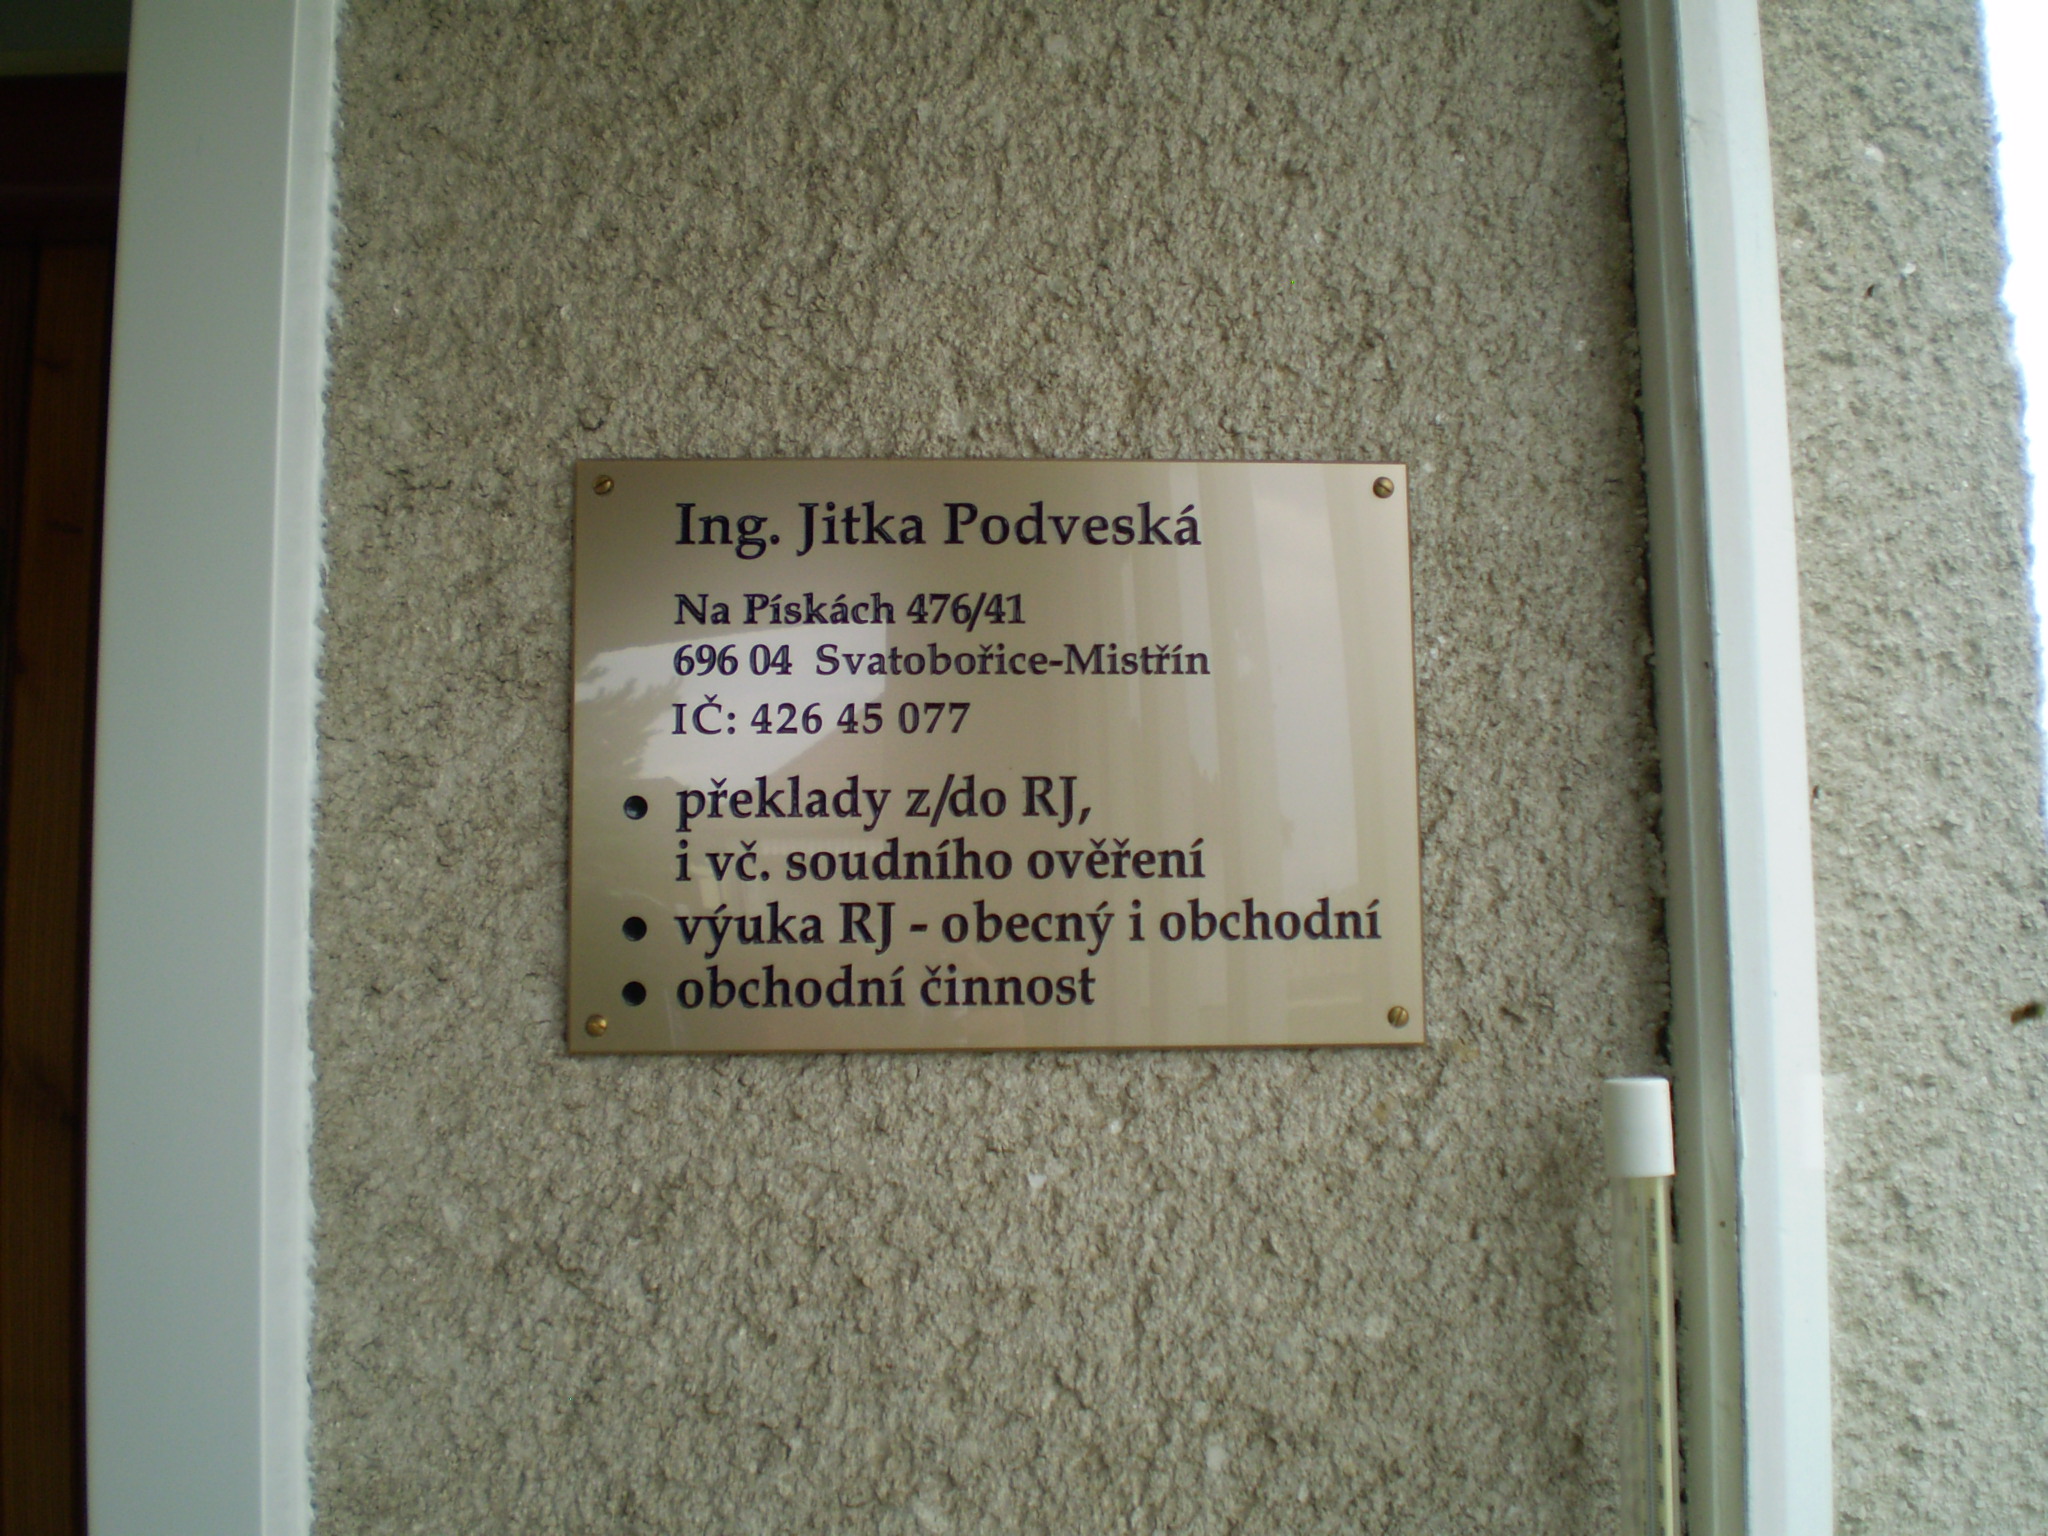 Ing. Jitka Podveská
Na Pískách 476/41
696 04 Svatobořice-Mistřín
IČ: 426 45 077
• překlady z/do RJ,
i vč. soudního ověření
• výuka RJ - obecný i obchodní
• obchodní činnost